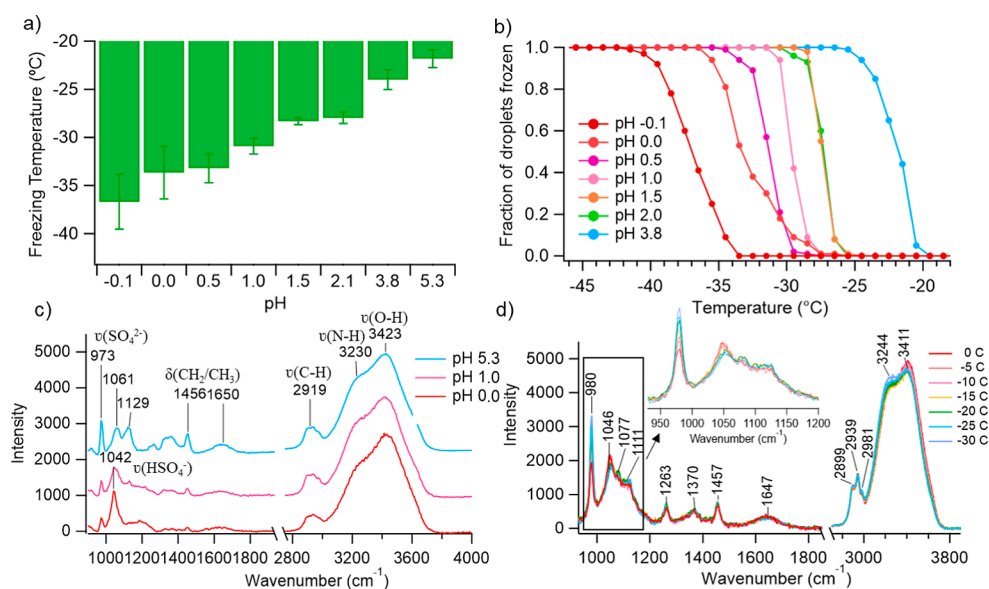 a)
-20
-25
-30
-35
-40
Freezing Temperature (ºC)
-0.1 0.0 0.5 1.0 1.5 2.1 3.8 5.3
pH
b)
1.0
0.8
0.6
0.4
0.2
0.0
Fraction of droplets frozen
pH -0.1
pH 0.0
pH 0.5
pH 1.0
pH 1.5
pH 2.0
pH 3.8
-45 -40 -35 -30 -25 -20
Temperature (°C)
c)
υ(SO₄²⁻)
973
1061
1129
δ(CH₂/CH₃)
1456 1650
υ(C-H)
2919
υ(N-H)
3230
υ(O-H)
3423
pH 5.3
pH 1.0
pH 0.0
1042
υ(HSO₄⁻)
5000
4000
3000
2000
1000
0
Intensity
1000 1400 1800 2800 3200 3600 4000
Wavenumber (cm⁻¹)
d)
980
1046
1077
1111
1263
1370
1457
1647
2899
2939
2981
3244
3411
950 1000 1050 1100 1150 1200
Wavenumber (cm⁻¹)
0 C
-5 C
-10 C
-15 C
-20 C
-25 C
-30 C
5000
4000
3000
2000
1000
0
Intensity
1000 1200 1400 1600 1800 3000 3800
Wavenumber (cm⁻¹)